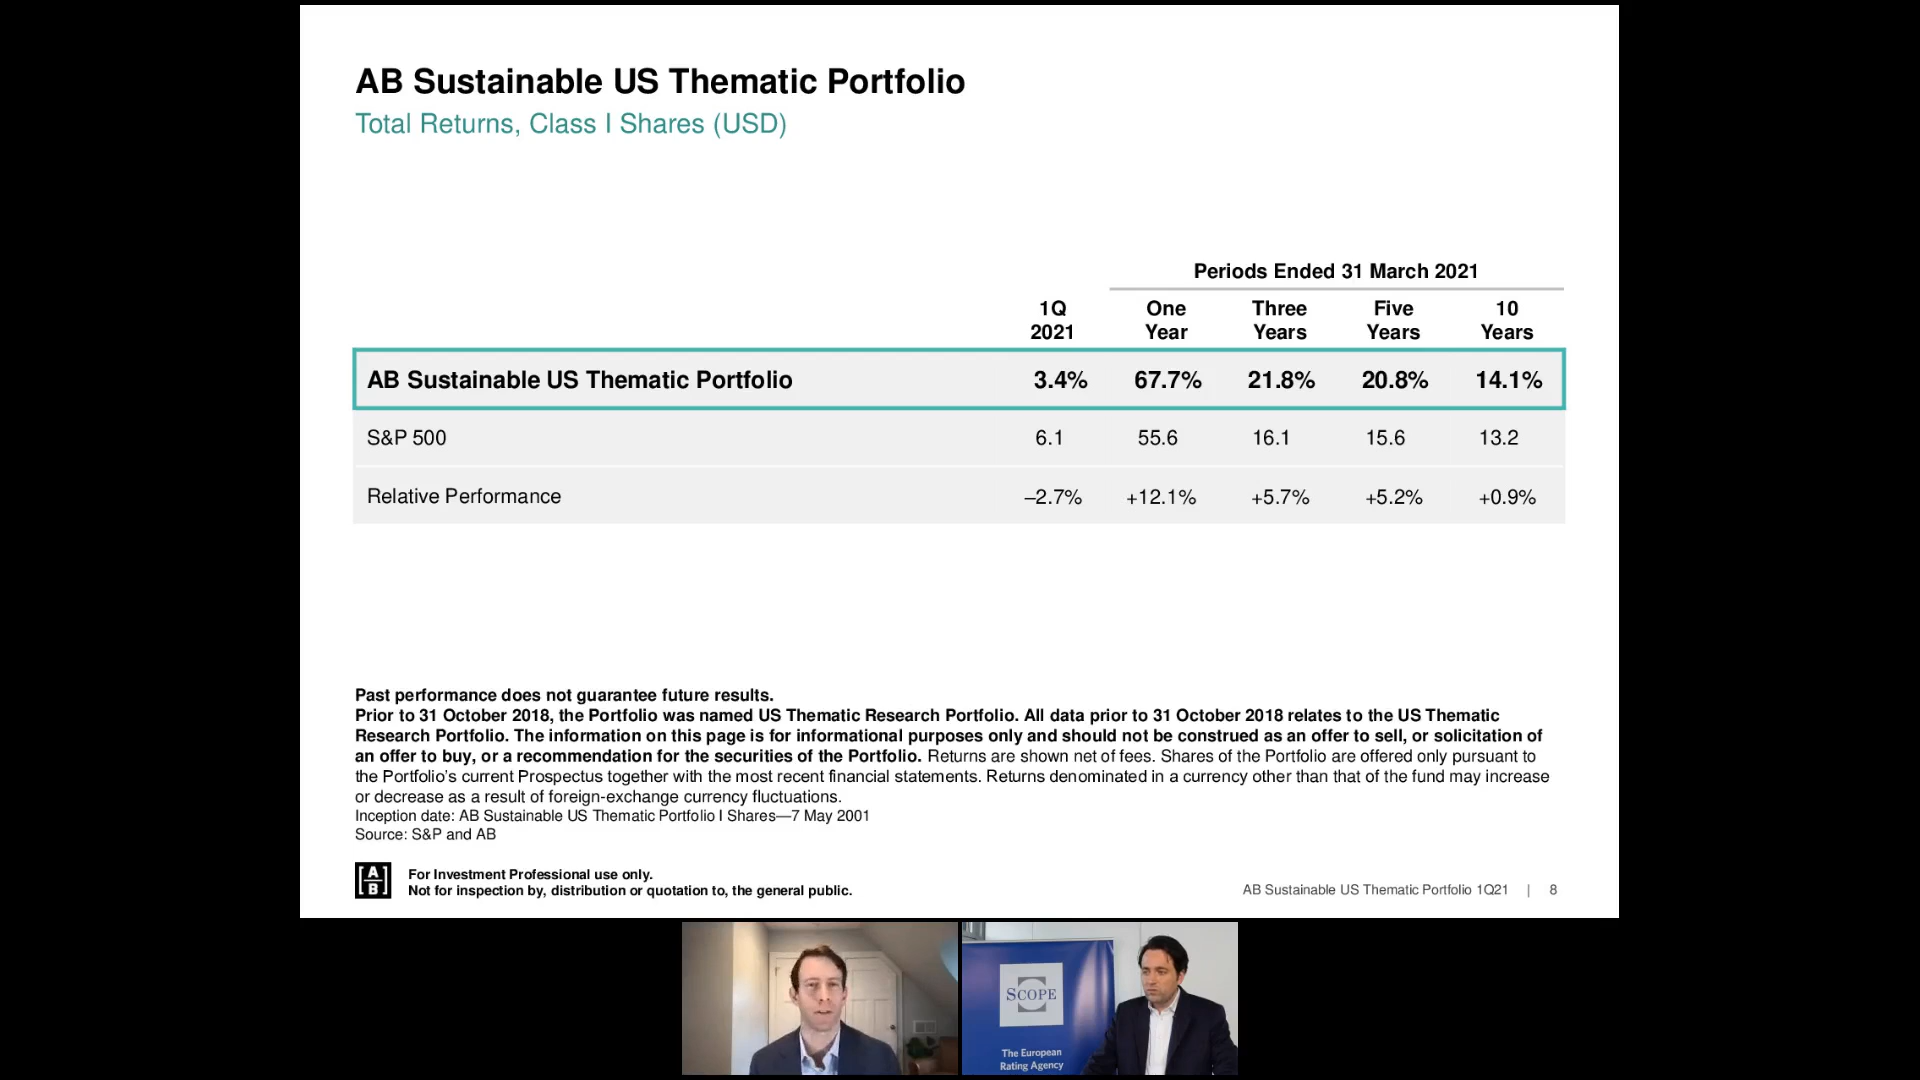 AB Sustainable US Thematic Portfolio
Total Returns, Class I Shares (USD)
Periods Ended 31 March 2021
1Q 2021 One Year Three Years Five Years 10 Years
AB Sustainable US Thematic Portfolio 3.4% 67.7% 21.8% 20.8% 14.1%
S&P 500 6.1 55.6 16.1 15.6 13.2
Relative Performance –2.7% +12.1% +5.7% +5.2% +0.9%
Past performance does not guarantee future results.
Prior to 31 October 2018, the Portfolio was named US Thematic Research Portfolio. All data prior to 31 October 2018 relates to the US Thematic
Research Portfolio. The information on this page is for informational purposes only and should not be construed as an offer to sell, or solicitation of
an offer to buy, or a recommendation for the securities of the Portfolio. Returns are shown net of fees. Shares of the Portfolio are offered only pursuant to
the Portfolio's current Prospectus together with the most recent financial statements. Returns denominated in a currency other than that of the fund may increase
or decrease as a result of foreign-exchange currency fluctuations.
Inception date: AB Sustainable US Thematic Portfolio I Shares—7 May 2001
Source: S&P and AB
[A/B]
For Investment Professional use only.
Not for inspection by, distribution or quotation to, the general public.
AB Sustainable US Thematic Portfolio 1Q21 | 8
SCOPE
The European
Rating Agency